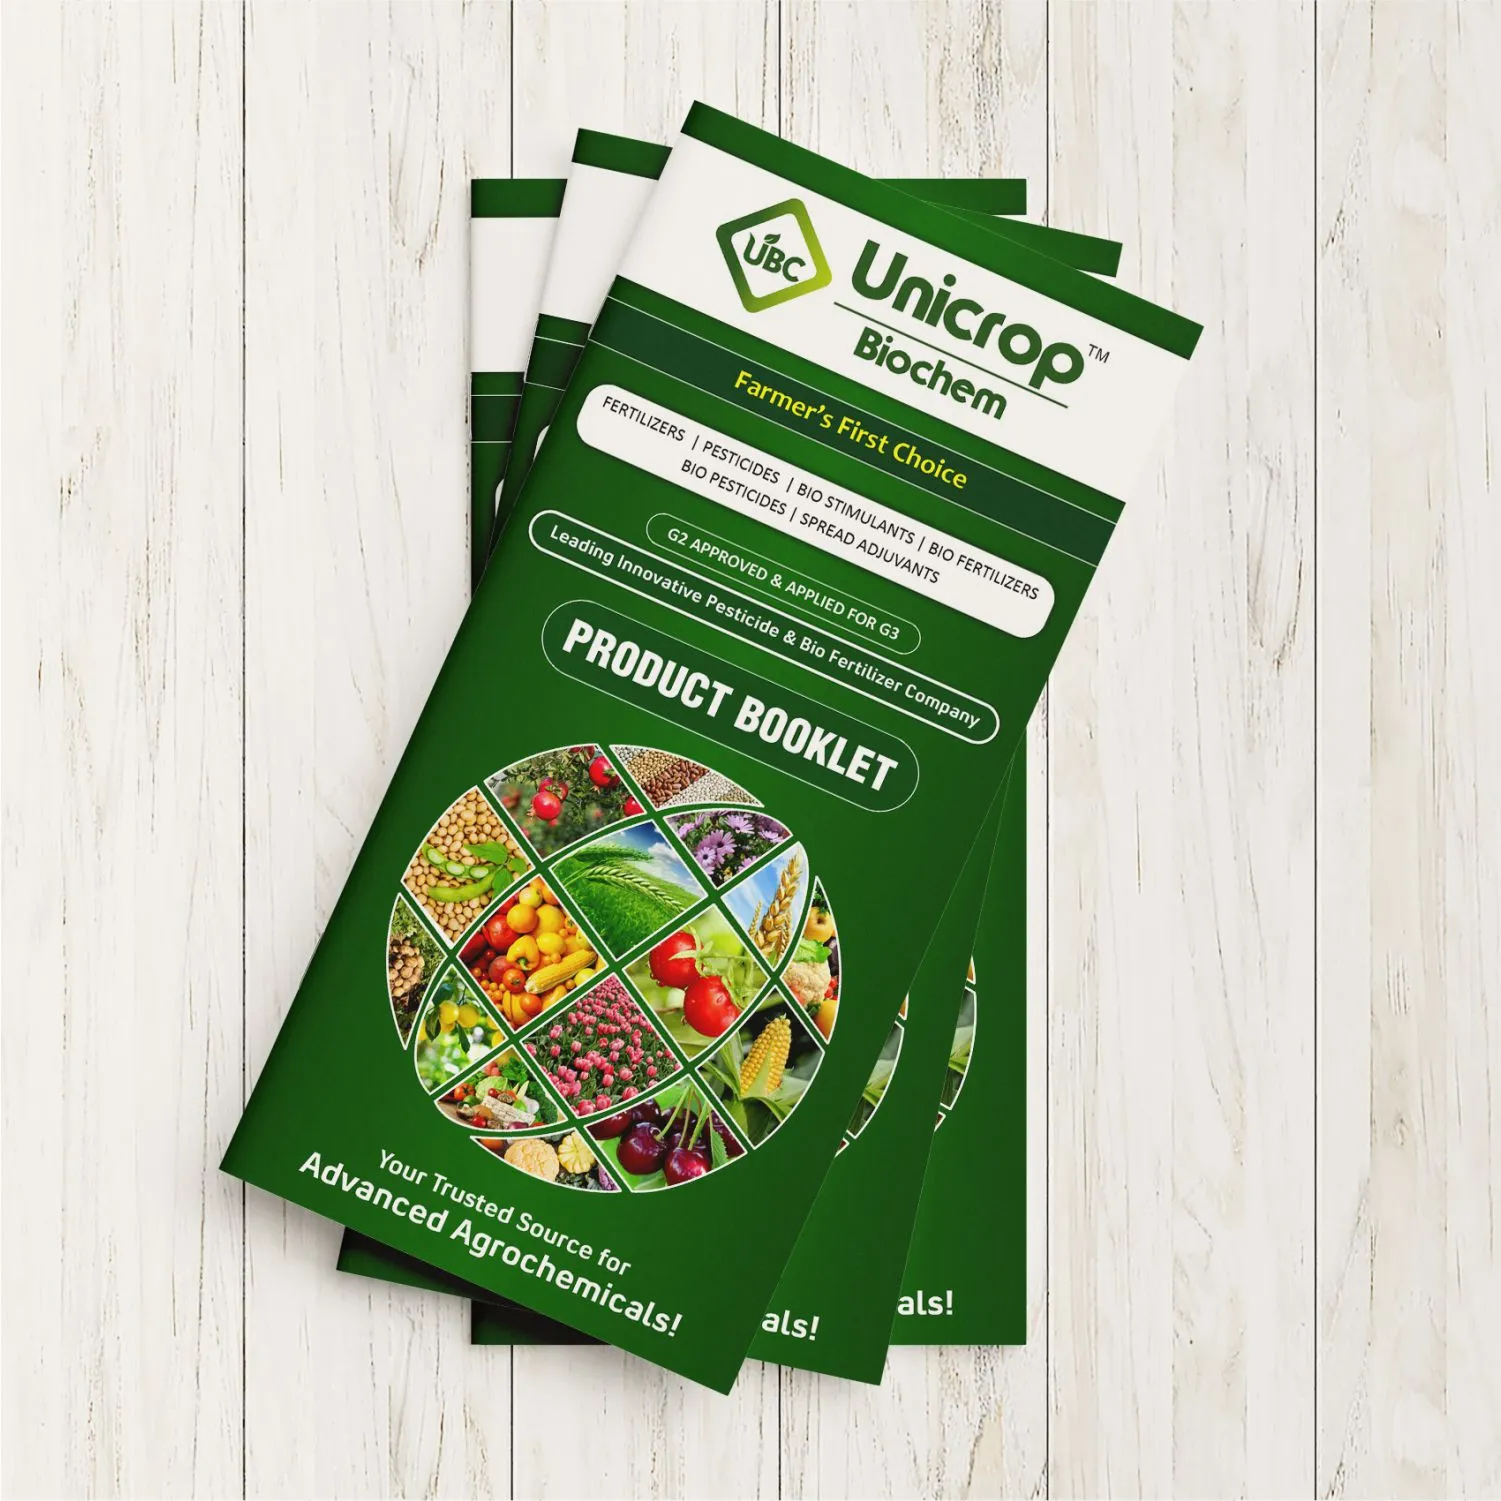 UBC
Unicrop™
Biochem
Farmer's First Choice
FERTILIZERS | PESTICIDES | BIO STIMULANTS | BIO FERTILIZERS
BIO PESTICIDES | SPREAD ADJUVANTS
G2 APPROVED & APPLIED FOR G3
Leading Innovative Pesticide & Bio Fertilizer Company
PRODUCT BOOKLET
Your Trusted Source for
Advanced Agrochemicals!
als!
als!